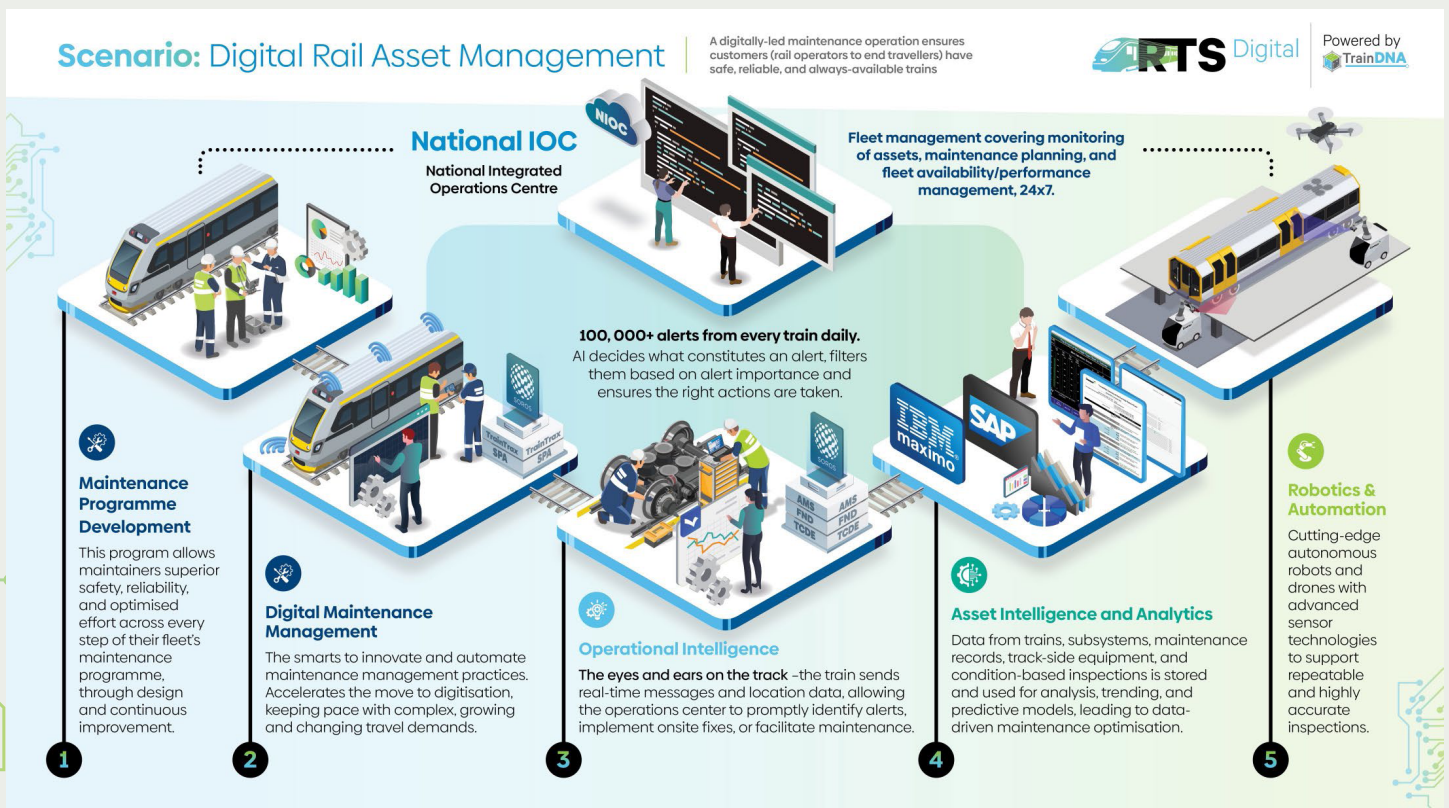 Scenario: Digital Rail Asset Management
A digitally-led maintenance operation ensures
customers (rail operators to end travellers) have
safe, reliable, and always-available trains
RTS Digital
Powered by
TrainDNA
National IOC
National Integrated
Operations Centre
NIOC
Fleet management covering monitoring
of assets, maintenance planning, and
fleet availability/performance
management, 24x7.
100, 000+ alerts from every train daily.
AI decides what constitutes an alert, filters
them based on alert importance and
ensures the right actions are taken.
SOROS
TrainTrax
TrainTrax
SPA
SPA
SOROS
AMS
AMS
FND
FND
TCDE
TCDE
IBM
maximo
SAP
Maintenance
Programme
Development
This program allows
maintainers superior
safety, reliability,
and optimised
effort across every
step of their fleet's
maintenance
programme,
through design
and continuous
improvement.
1
Digital Maintenance
Management
The smarts to innovate and automate
maintenance management practices.
Accelerates the move to digitisation,
keeping pace with complex, growing
and changing travel demands.
2
Operational Intelligence
The eyes and ears on the track –the train sends
real-time messages and location data, allowing
the operations center to promptly identify alerts,
implement onsite fixes, or facilitate maintenance.
3
Asset Intelligence and Analytics
Data from trains, subsystems, maintenance
records, track-side equipment, and
condition-based inspections is stored
and used for analysis, trending, and
predictive models, leading to data-
driven maintenance optimisation.
4
Robotics &
Automation
Cutting-edge
autonomous
robots and
drones with
advanced
sensor
technologies
to support
repeatable
and highly
accurate
inspections.
5